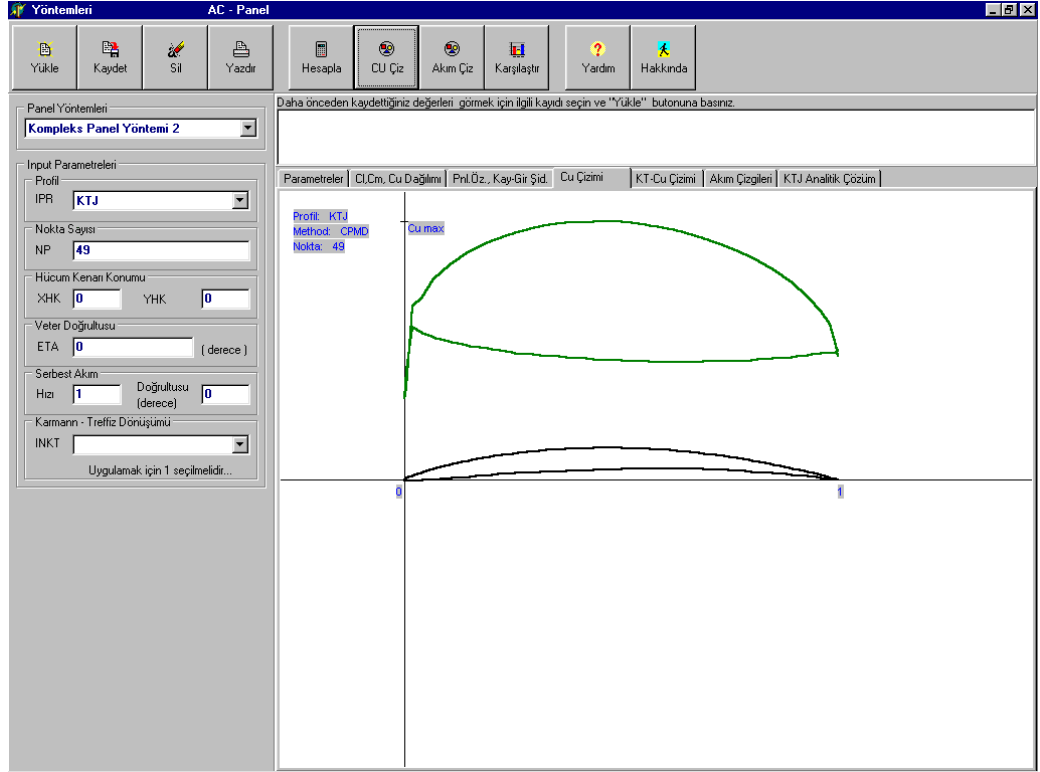 Yöntemleri AC - Panel
Yükle Kaydet Sil Yazdır Hesapla CU Çiz Akım Çiz Karşılaştır Yardım Hakkında
Panel Yöntemleri
Kompleks Panel Yöntemi 2
Input Parametreleri
Profil
IPR KTJ
Nokta Sayısı
NP 49
Hücum Kenarı Konumu
XHK 0 YHK 0
Veter Doğrultusu
ETA 0 ( derece )
Serbest Akım
Hızı 1 Doğrultusu (derece) 0
Karmann - Treffiz Dönüşümü
INKT
Uygulamak için 1 seçilmelidir...
Daha önceden kaydettiğiniz değerleri görmek için ilgili kayıdı seçin ve "Yükle" butonuna basınız.
Parametreler Cl,Cm, Cu Dağılımı Pnl.Öz., Kay-Gir Şid. Cu Çizimi KT-Cu Çizimi Akım Çizgileri KTJ Analitik Çözüm
Profil: KTJ
Method: CPMD
Nokta: 49
Cu max
0 1